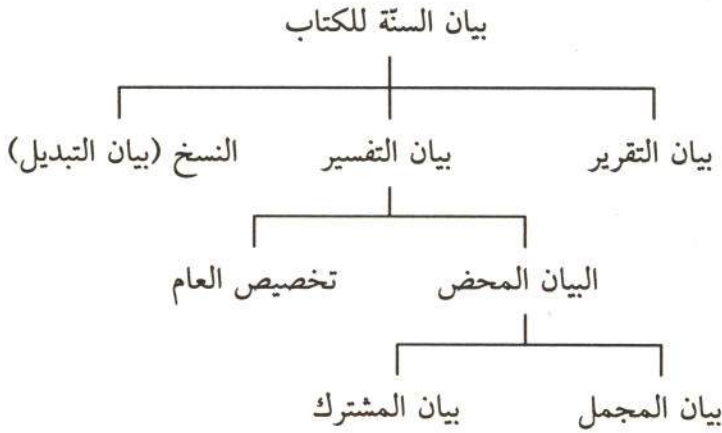 بيان السنّة للكتاب
بيان التقرير بيان التفسير النسخ (بيان التبديل)
البيان المحض تخصيص العام
بيان المجمل بيان المشترك